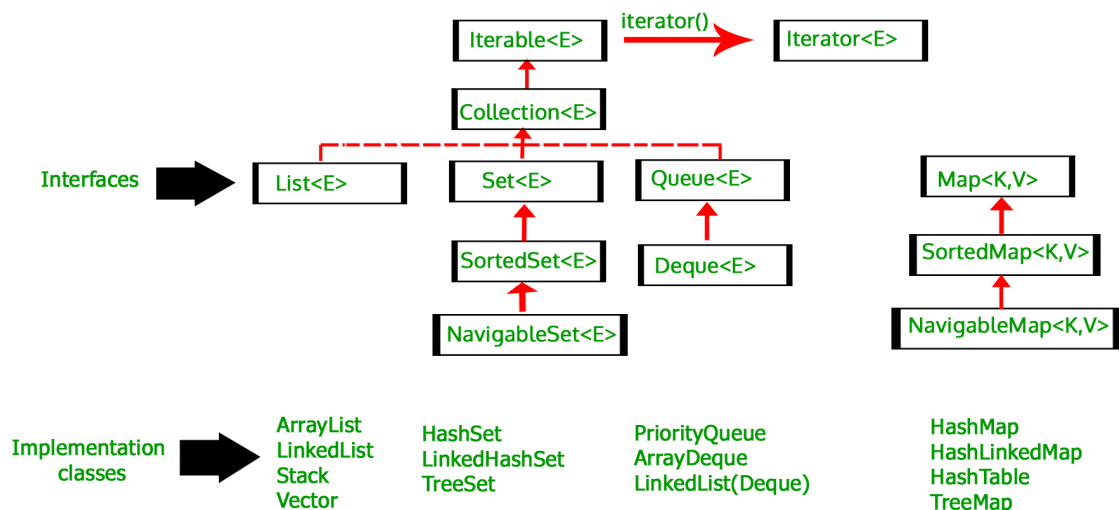 iterator()
Iterable<E>
Iterator<E>
Collection<E>
Interfaces
List<E>
Set<E>
Queue<E>
Map<K,V>
SortedSet<E>
Deque<E>
SortedMap<K,V>
NavigableSet<E>
NavigableMap<K,V>
Implementation
classes
ArrayList
LinkedList
Stack
Vector
HashSet
LinkedHashSet
TreeSet
PriorityQueue
ArrayDeque
LinkedList(Deque)
HashMap
HashLinkedMap
HashTable
TreeMap